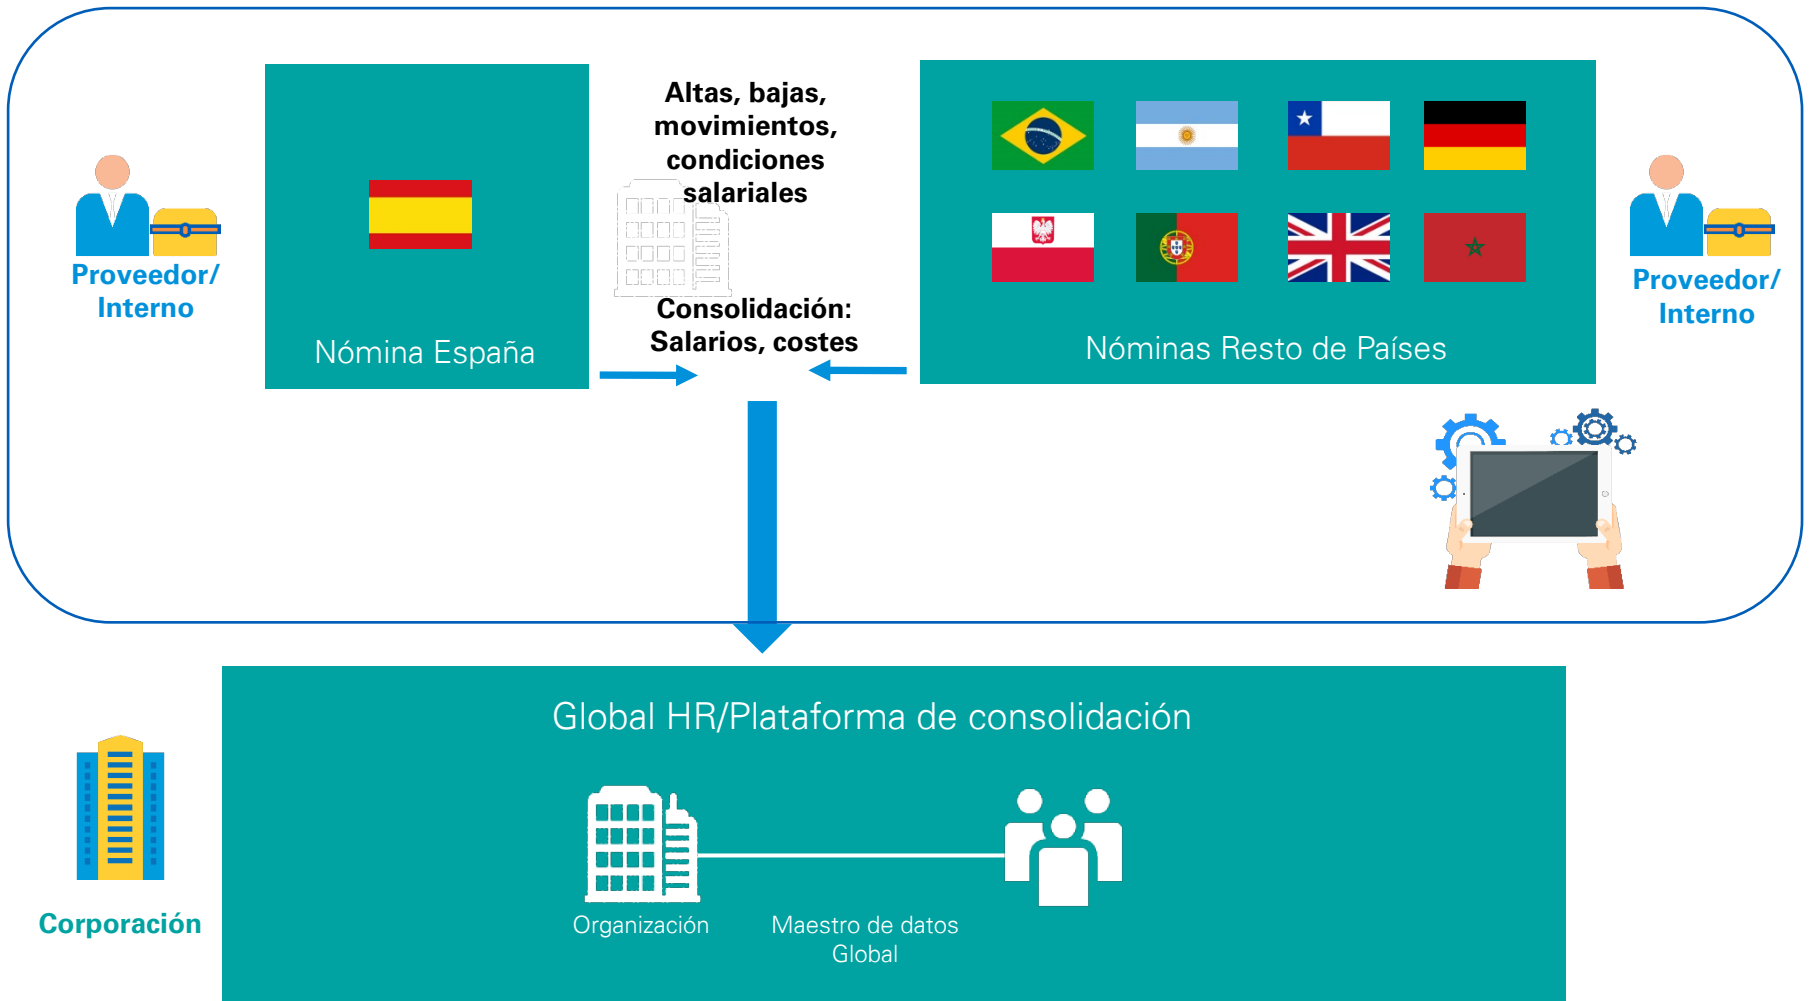 Altas, bajas,
movimientos,
condiciones
salariales
Proveedor/
Interno
Proveedor/
Interno
Consolidación:
Salarios, costes
Nómina España
Nóminas Resto de Países
Global HR/Plataforma de consolidación
Corporación
Organización
Maestro de datos
Global